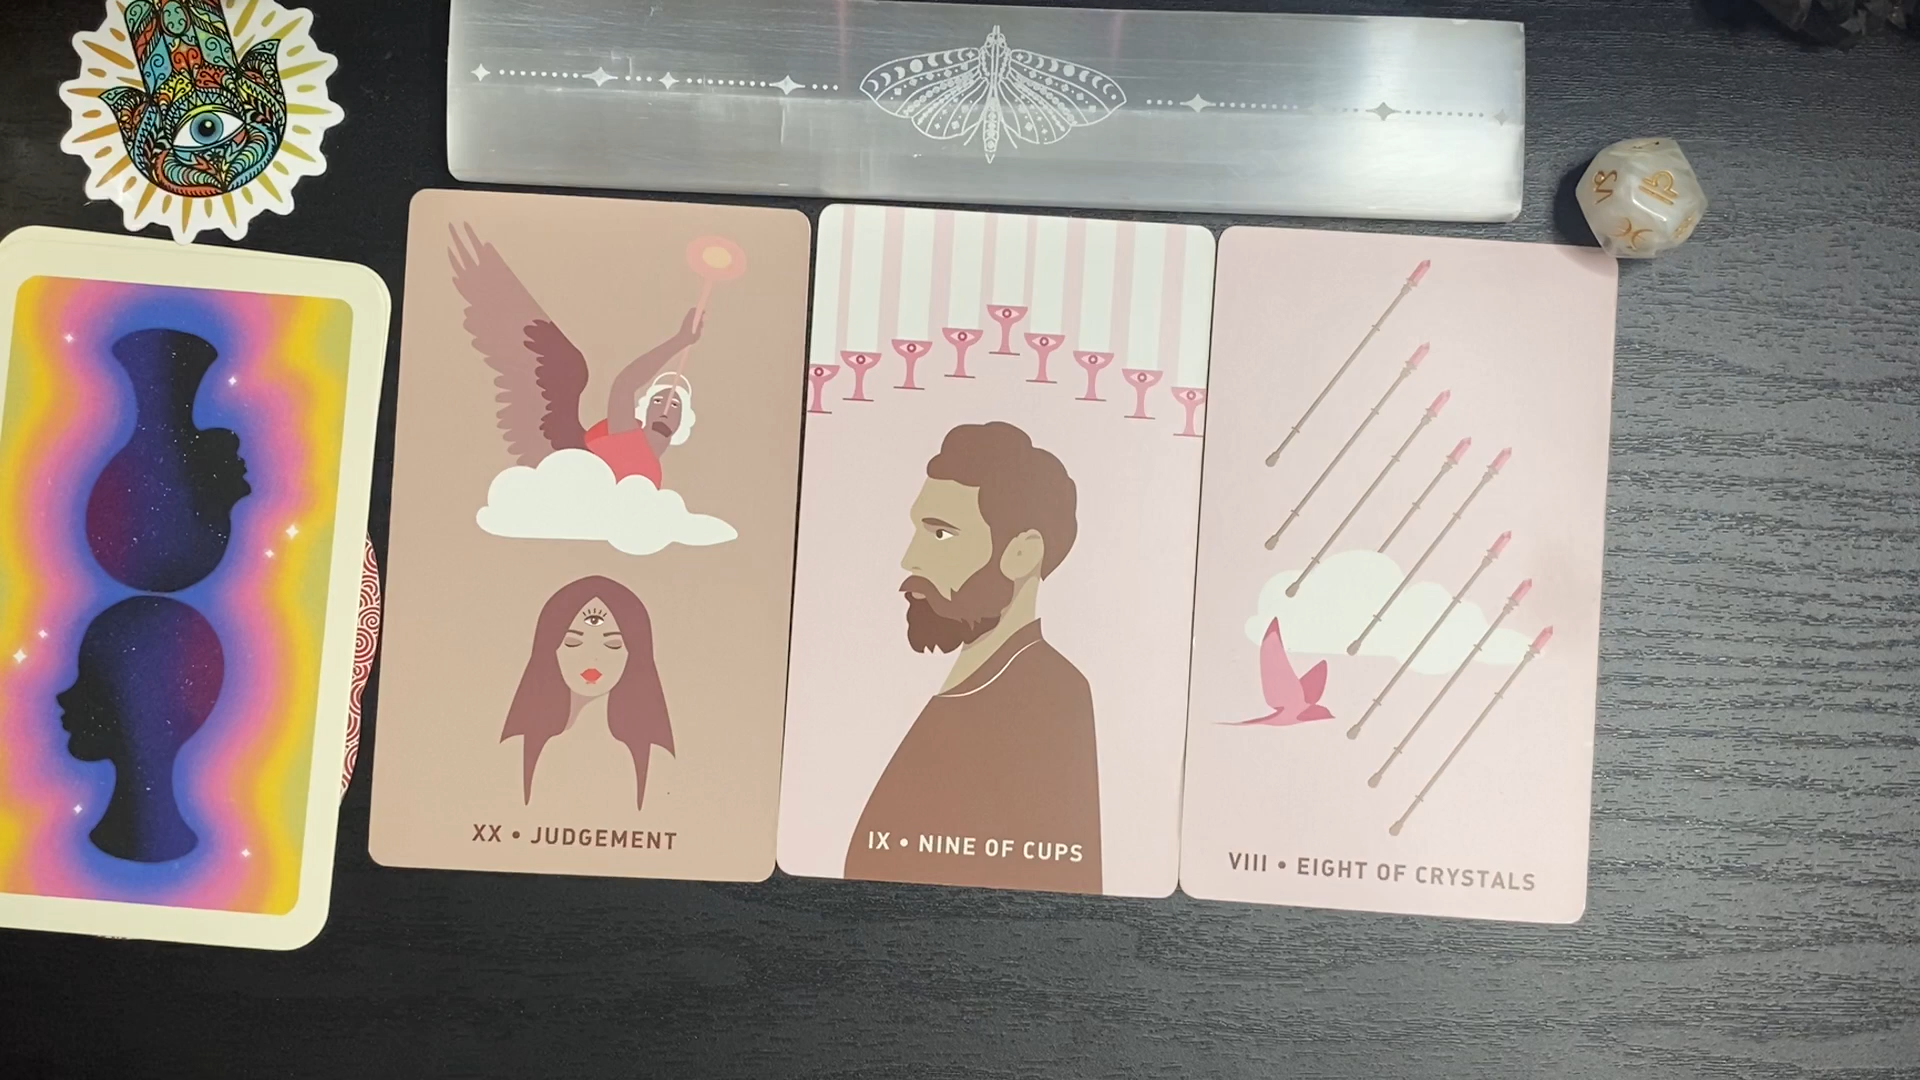 XX • JUDGEMENT
IX • NINE OF CUPS
VIII • EIGHT OF CRYSTALS